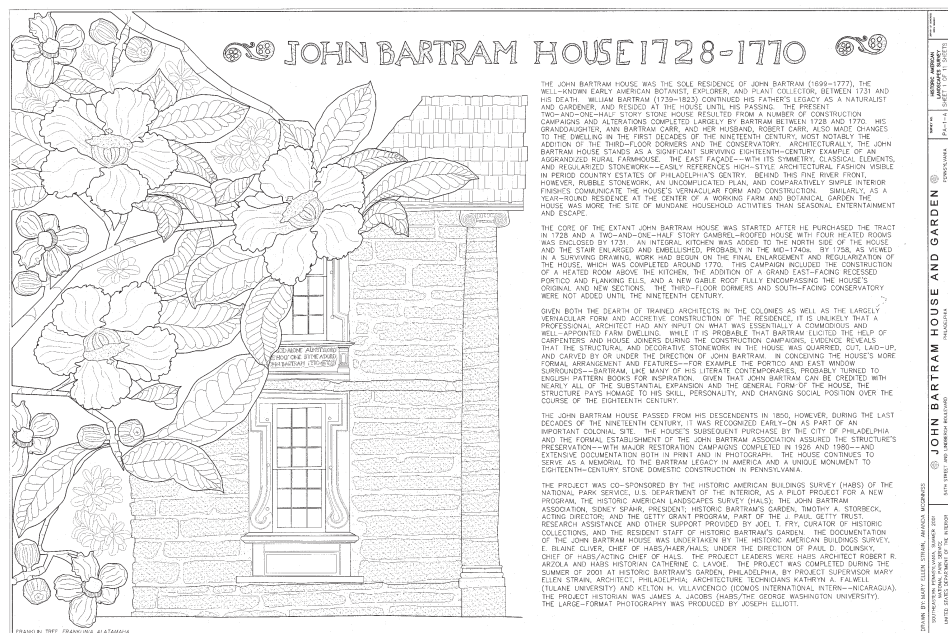 JOHN BARTRAM HOUSE 1728-1770
THE JOHN BARTRAM HOUSE WAS THE SOLE RESIDENCE OF JOHN BARTRAM (1699-1777), THE
WELL-KNOWN EARLY AMERICAN BOTANIST, EXPLORER, AND PLANT COLLECTOR, BETWEEN 1731 AND
HIS DEATH. WILLIAM BARTRAM (1739-1823) CONTINUED HIS FATHER'S LEGACY AS A NATURALIST
AND GARDENER, AND RESIDED AT THE HOUSE UNTIL HIS PASSING. THE PRESENT
TWO-AND-ONE-HALF STORY STONE HOUSE RESULTED FROM A NUMBER OF CONSTRUCTION
CAMPAIGNS AND ALTERATIONS COMPLETED LARGELY BY BARTRAM BETWEEN 1728 AND 1770. HIS
GRANDDAUGHTER, ANN BARTRAM CARR, AND HER HUSBAND, ROBERT CARR, ALSO MADE CHANGES
TO THE DWELLING IN THE FIRST DECADES OF THE NINETEENTH CENTURY, MOST NOTABLY THE
ADDITION OF THE THIRD-FLOOR DORMERS AND THE CONSERVATORY. ARCHITECTURALLY, THE JOHN
BARTRAM HOUSE STANDS AS A SIGNIFICANT SURVIVING EIGHTEENTH-CENTURY EXAMPLE OF AN
AGGRANDIZED RURAL FARMHOUSE. THE EAST FAÇADE--WITH ITS SYMMETRY, CLASSICAL ELEMENTS,
AND REGULARIZED STONEWORK--EASILY REFERENCES HIGH-STYLE ARCHITECTURAL FASHION VISIBLE
IN PERIOD COUNTRY ESTATES OF PHILADELPHIA'S GENTRY. BEHIND THIS FINE RIVER FRONT,
HOWEVER, RUBBLE STONEWORK, AN UNCOMPLICATED PLAN, AND COMPARATIVELY SIMPLE INTERIOR
FINISHES COMMUNICATE THE HOUSE'S VERNACULAR FORM AND CONSTRUCTION. SIMILARLY, AS A
YEAR-ROUND RESIDENCE AT THE CENTER OF A WORKING FARM AND BOTANICAL GARDEN THE
HOUSE WAS MORE THE SITE OF MUNDANE HOUSEHOLD ACTIVITIES THAN SEASONAL ENTERNTAINMENT
AND ESCAPE.
THE CORE OF THE EXTANT JOHN BARTRAM HOUSE WAS STARTED AFTER HE PURCHASED THE TRACT
IN 1728 AND A TWO-AND-ONE-HALF STORY GAMBREL-ROOFED HOUSE WITH FOUR HEATED ROOMS
WAS ENCLOSED BY 1731. AN INTEGRAL KITCHEN WAS ADDED TO THE NORTH SIDE OF THE HOUSE
AND THE STAIR ENLARGED AND EMBELLISHED, PROBABLY IN THE MID-1740s. BY 1758, AS VIEWED
IN A SURVIVING DRAWING, WORK HAD BEGUN ON THE FINAL ENLARGEMENT AND REGULARIZATION OF
THE HOUSE, WHICH WAS COMPLETED AROUND 1770. THIS CAMPAIGN INCLUDED THE CONSTRUCTION
OF A HEATED ROOM ABOVE THE KITCHEN, THE ADDITION OF A GRAND EAST-FACING RECESSED
PORTICO AND FLANKING ELLS, AND A NEW GABLE ROOF FULLY ENCOMPASSING THE HOUSE'S
ORIGINAL AND NEW SECTIONS. THE THIRD-FLOOR DORMERS AND SOUTH-FACING CONSERVATORY
WERE NOT ADDED UNTIL THE NINETEENTH CENTURY.
GIVEN BOTH THE DEARTH OF TRAINED ARCHITECTS IN THE COLONIES AS WELL AS THE LARGELY
VERNACULAR FORM AND ACCRETIVE CONSTRUCTION OF THE RESIDENCE, IT IS UNLIKELY THAT A
PROFESSIONAL ARCHITECT HAD ANY INPUT ON WHAT WAS ESSENTIALLY A COMMODIOUS AND
WELL-APPOINTED FARM DWELLING. WHILE IT IS PROBABLE THAT BARTRAM ELICITED THE HELP OF
CARPENTERS AND HOUSE JOINERS DURING THE CONSTRUCTION CAMPAIGNS, EVIDENCE REVEALS
THAT THE STRUCTURAL AND DECORATIVE STONEWORK IN THE HOUSE WAS QUARRIED, CUT, LAID-UP,
AND CARVED BY OR UNDER THE DIRECTION OF JOHN BARTRAM. IN CONCEIVING THE HOUSE'S MORE
FORMAL ARRANGEMENT AND FEATURES--FOR EXAMPLE THE PORTICO AND EAST WINDOW
SURROUNDS--BARTRAM, LIKE MANY OF HIS LITERATE CONTEMPORARIES, PROBABLY TURNED TO
ENGLISH PATTERN BOOKS FOR INSPIRATION. GIVEN THAT JOHN BARTRAM CAN BE CREDITED WITH
NEARLY ALL OF THE SUBSTANTIAL EXPANSION AND THE GENERAL FORM OF THE HOUSE, THE
STRUCTURE PAYS HOMAGE TO HIS SKILL, PERSONALITY, AND CHANGING SOCIAL POSITION OVER THE
COURSE OF THE EIGHTEENTH CENTURY.
THE JOHN BARTRAM HOUSE PASSED FROM HIS DESCENDENTS IN 1850, HOWEVER, DURING THE LAST
DECADES OF THE NINETEENTH CENTURY, IT WAS RECOGNIZED EARLY-ON AS PART OF AN
IMPORTANT COLONIAL SITE. THE HOUSE'S SUBSEQUENT PURCHASE BY THE CITY OF PHILADELPHIA
AND THE FORMAL ESTABLISHMENT OF THE JOHN BARTRAM ASSOCIATION ASSURED THE STRUCTURE'S
PRESERVATION--WITH MAJOR RESTORATION CAMPAIGNS COMPLETED IN 1926 AND 1980--AND
EXTENSIVE DOCUMENTATION BOTH IN PRINT AND IN PHOTOGRAPH. THE HOUSE CONTINUES TO
SERVE AS A MEMORIAL TO THE BARTRAM LEGACY IN AMERICA AND A UNIQUE MONUMENT TO
EIGHTEENTH-CENTURY STONE DOMESTIC CONSTRUCTION IN PENNSYLVANIA.
THE PROJECT WAS CO-SPONSORED BY THE HISTORIC AMERICAN BUILDINGS SURVEY (HABS) OF THE
NATIONAL PARK SERVICE, U.S. DEPARTMENT OF THE INTERIOR, AS A PILOT PROJECT FOR A NEW
PROGRAM, THE HISTORIC AMERICAN LANDSCAPES SURVEY (HALS); THE JOHN BARTRAM
ASSOCIATION, SIDNEY SPAHR, PRESIDENT; HISTORIC BARTRAM'S GARDEN, TIMOTHY A. STORBECK,
ACTING DIRECTOR; AND THE GETTY GRANT PROGRAM, PART OF THE J. PAUL GETTY TRUST.
RESEARCH ASSISTANCE AND OTHER SUPPORT PROVIDED BY JOEL T. FRY, CURATOR OF HISTORIC
COLLECTIONS, AND THE RESIDENT STAFF OF HISTORIC BARTRAM'S GARDEN. THE DOCUMENTATION
OF THE JOHN BARTRAM HOUSE WAS UNDERTAKEN BY THE HISTORIC AMERICAN BUILDINGS SURVEY,
E. BLAINE CLIVER, CHIEF OF HABS/HAER/HALS; UNDER THE DIRECTION OF PAUL D. DOLINSKY,
CHIEF OF HABS/ACTING CHIEF OF HALS. THE PROJECT LEADERS WERE HABS ARCHITECT ROBERT R.
ARZOLA AND HABS HISTORIAN CATHERINE C. LAVOIE. THE PROJECT WAS COMPLETED DURING THE
SUMMER OF 2001 AT HISTORIC BARTRAM'S GARDEN, PHILADELPHIA, BY PROJECT SUPERVISOR MARY
ELLEN STRAIN, ARCHITECT, PHILADELPHIA; ARCHITECTURE TECHNICIANS KATHRYN A. FALWELL
(TULANE UNIVERSITY) AND KELTON H. VILLAVICENCIO (ICOMOS INTERNATIONAL INTERN--NICARAGUA).
THE PROJECT HISTORIAN WAS JAMES A. JACOBS (HABS/THE GEORGE WASHINGTON UNIVERSITY).
THE LARGE-FORMAT PHOTOGRAPHY WAS PRODUCED BY JOSEPH ELLIOTT.
FRANKLIN TREE, FRANKLINIA ALATAMAHA
DRAWN BY: MARY ELLEN STRAIN, AMANDA
SOUTHEASTERN PENNSYLVANIA, SUMMER 2001
NATIONAL PARK SERVICE
UNITED STATES DEPARTMENT OF THE INTERIOR
JOHN BARTRAM HOUSE AND GARDEN
54TH STREET AND LINDBERGH BOULEVARD
PHILADELPHIA
PENNSYLVANIA
HISTORIC AMERICAN
LANDSCAPES SURVEY